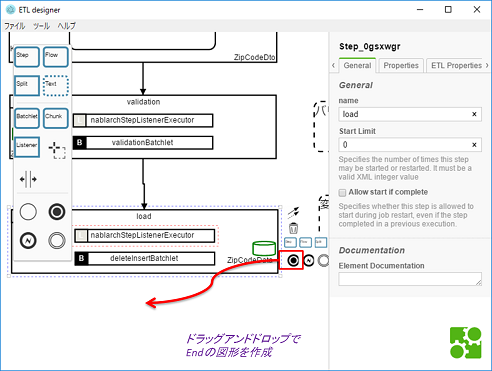 ETL designer
ファイル ツール ヘルプ
Step Flow
Split Text
Batchlet Chunk
Listener
ZipCodeDto
validation
nablarchStepListenerExecutor
B validationBatchlet
load
nablarchStepListenerExecutor
B deleteInsertBatchlet
ドラッグアンドドロップで
Endの図形を作成
Step_0gsxwgr
General Properties ETL Properties
General
name
load
Start Limit
0
Specifies the number of times this step
may be started or restarted. It must be a
valid XML integer value
Allow start if complete
Specifies whether this step is allowed to
start during job restart, even if the step
completed in a previous execution.
Documentation
Element Documentation